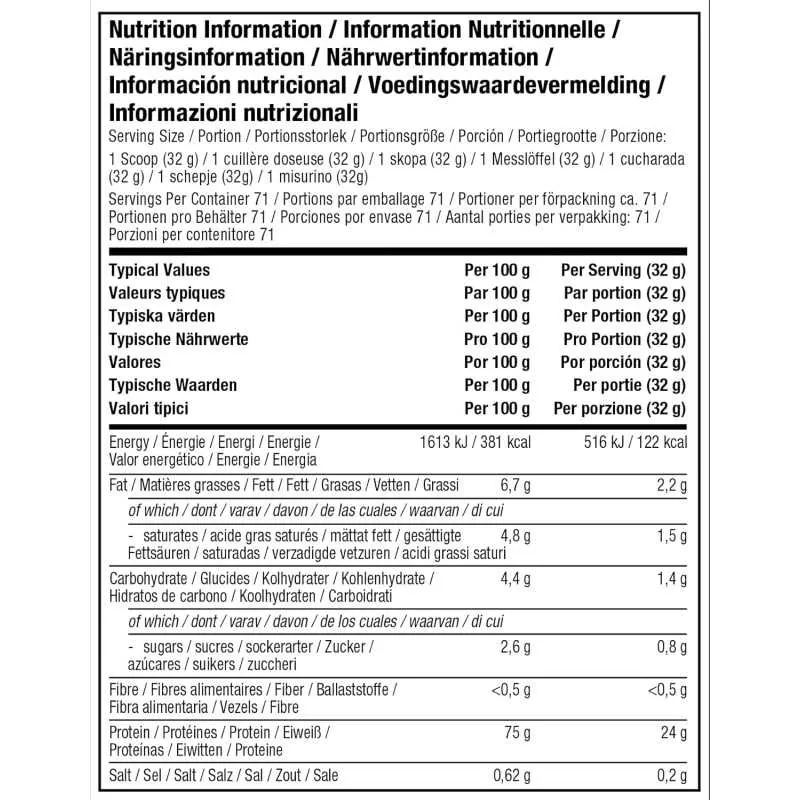 Nutrition Information / Information Nutritionnelle /
Näringsinformation / Nährwertinformation /
Información nutricional / Voedingswaardevermelding /
Informazioni nutrizionali
Serving Size / Portion / Portionsstorlek / Portionsgröße / Porción / Portiegrootte / Porzione:
1 Scoop (32 g) / 1 cuillère doseuse (32 g) / 1 skopa (32 g) / 1 Messlöffel (32 g) / 1 cucharada
(32 g) / 1 schepje (32g) / 1 misurino (32g)
Servings Per Container 71 / Portions par emballage 71 / Portioner per förpackning ca. 71 /
Portionen pro Behälter 71 / Porciones por envase 71 / Aantal porties per verpakking: 71 /
Porzioni per contenitore 71
Typical Values Per 100 g Per Serving (32 g)
Valeurs typiques Par 100 g Par portion (32 g)
Typiska värden Per 100 g Per Portion (32 g)
Typische Nährwerte Pro 100 g Pro Portion (32 g)
Valores Por 100 g Por porción (32 g)
Typische Waarden Per 100 g Per portie (32 g)
Valori tipici Per 100 g Per porzione (32 g)
Energy / Énergie / Energi / Energie / 1613 kJ / 381 kcal 516 kJ / 122 kcal
Valor energético / Energie / Energia
Fat / Matières grasses / Fett / Fett / Grasas / Vetten / Grassi 6,7 g 2,2 g
of which / dont / varav / davon / de las cuales / waarvan / di cui
- saturates / acide gras saturés / mättat fett / gesättigte 4,8 g 1,5 g
Fettsäuren / saturadas / verzadigde vetzuren / acidi grassi saturi
Carbohydrate / Glucides / Kolhydrater / Kohlenhydrate / 4,4 g 1,4 g
Hidratos de carbono / Koolhydraten / Carboidrati
of which / dont / varav / davon / de los cuales / waarvan / di cui
- sugars / sucres / sockerarter / Zucker / 2,6 g 0,8 g
azúcares / suikers / zuccheri
Fibre / Fibres alimentaires / Fiber / Ballaststoffe / <0,5 g <0,5 g
Fibra alimentaria / Vezels / Fibre
Protein / Protéines / Protein / Eiweiß / 75 g 24 g
Proteínas / Eiwitten / Proteine
Salt / Sel / Salt / Salz / Sal / Zout / Sale 0,62 g 0,2 g